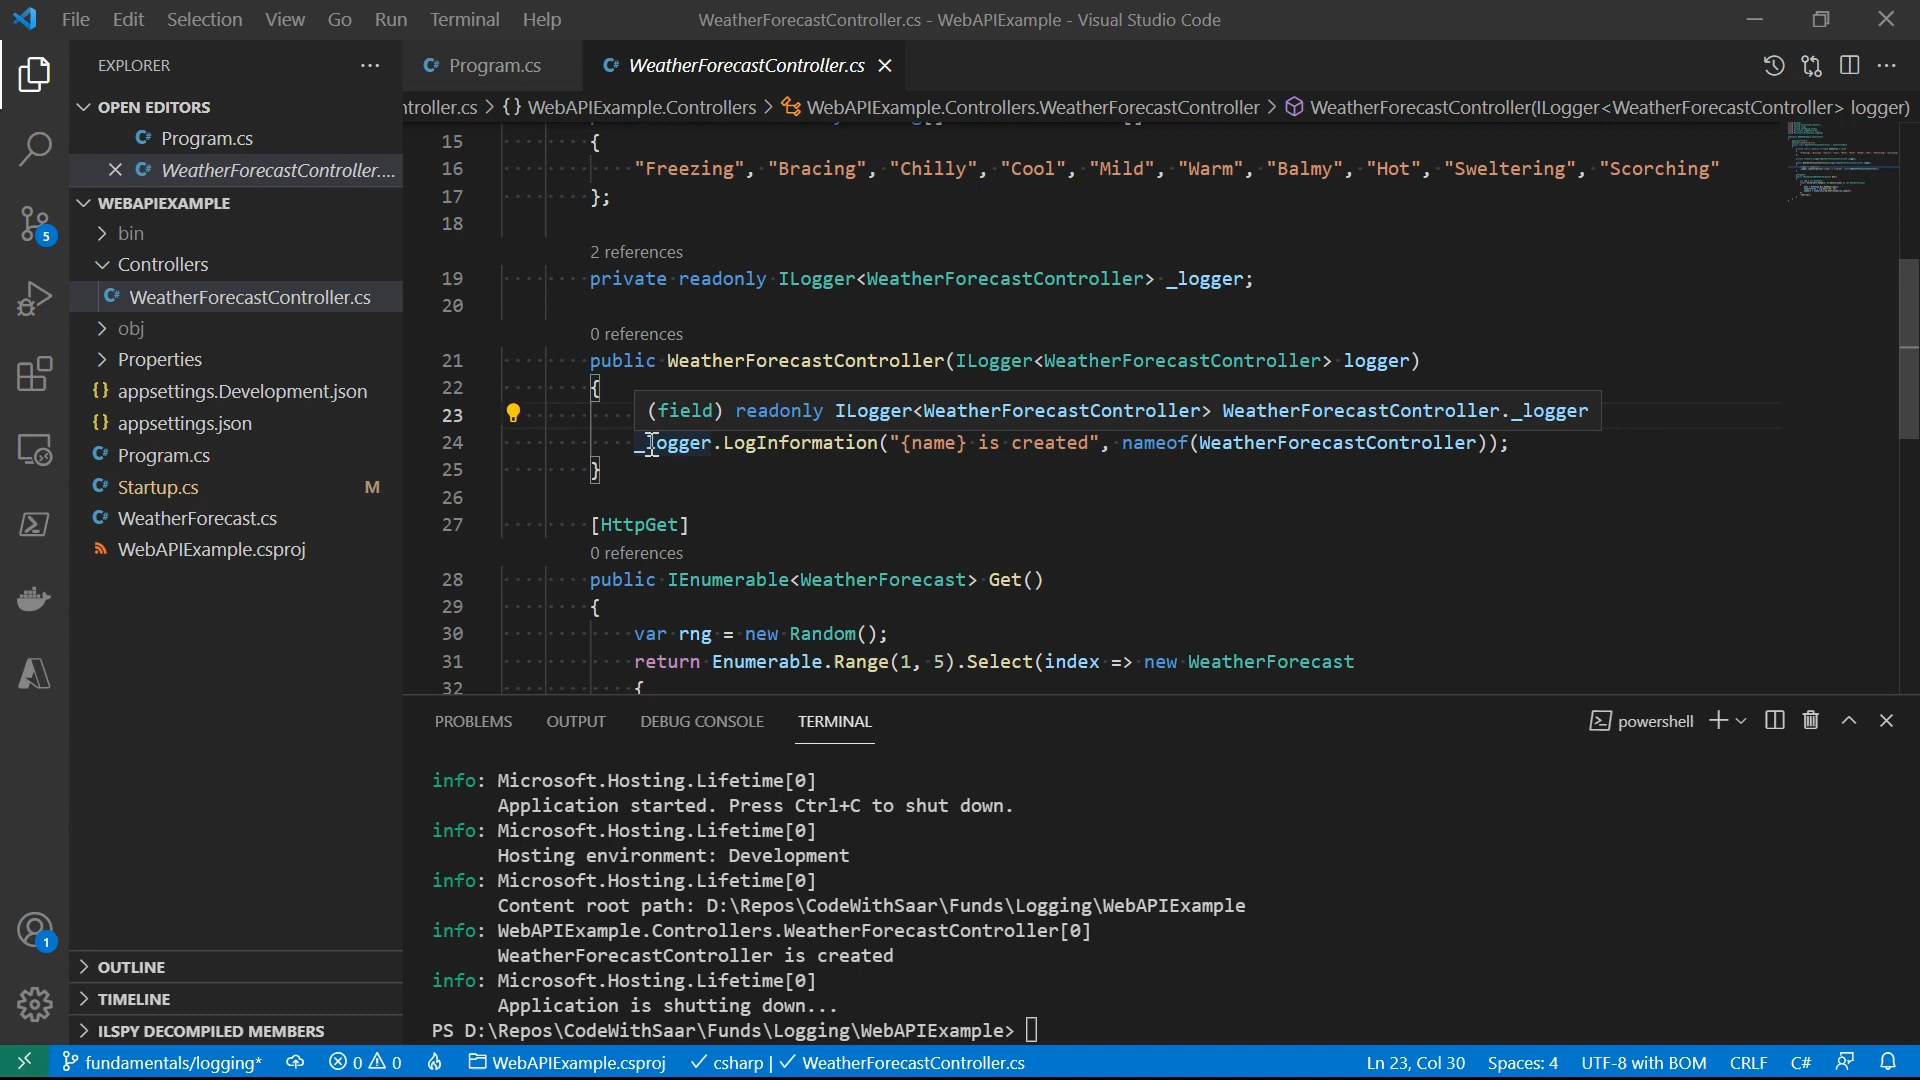 File Edit Selection View Go Run Terminal Help
WeatherForecastController.cs - WebAPIExample - Visual Studio Code
EXPLORER
OPEN EDITORS
Program.cs
WeatherForecastController....
WEBAPIEXAMPLE
bin
Controllers
WeatherForecastController.cs
obj
Properties
appsettings.Development.json
appsettings.json
Program.cs
Startup.cs M
WeatherForecast.cs
WebAPIExample.csproj
OUTLINE
TIMELINE
ILSPY DECOMPILED MEMBERS
5
1
Program.cs
WeatherForecastController.cs
ntroller.cs > {} WebAPIExample.Controllers > WebAPIExample.Controllers.WeatherForecastController > WeatherForecastController(ILogger<WeatherForecastController> logger)
15 {
16 "Freezing", "Bracing", "Chilly", "Cool", "Mild", "Warm", "Balmy", "Hot", "Sweltering", "Scorching"
17 };
18
2 references
19 private readonly ILogger<WeatherForecastController> _logger;
20
0 references
21 public WeatherForecastController(ILogger<WeatherForecastController> logger)
22 {
23 (field) readonly ILogger<WeatherForecastController> WeatherForecastController._logger
24 _logger.LogInformation("{name} is created", nameof(WeatherForecastController));
25 }
26
27 [HttpGet]
0 references
28 public IEnumerable<WeatherForecast> Get()
29 {
30 var rng = new Random();
31 return Enumerable.Range(1, 5).Select(index => new WeatherForecast
32 {
PROBLEMS OUTPUT DEBUG CONSOLE TERMINAL
powershell
info: Microsoft.Hosting.Lifetime[0]
Application started. Press Ctrl+C to shut down.
info: Microsoft.Hosting.Lifetime[0]
Hosting environment: Development
info: Microsoft.Hosting.Lifetime[0]
Content root path: D:\Repos\CodeWithSaar\Funds\Logging\WebAPIExample
info: WebAPIExample.Controllers.WeatherForecastController[0]
WeatherForecastController is created
info: Microsoft.Hosting.Lifetime[0]
Application is shutting down...
PS D:\Repos\CodeWithSaar\Funds\Logging\WebAPIExample>
fundamentals/logging* 0 0 WebAPIExample.csproj csharp | WeatherForecastController.cs Ln 23, Col 30 Spaces: 4 UTF-8 with BOM CRLF C#